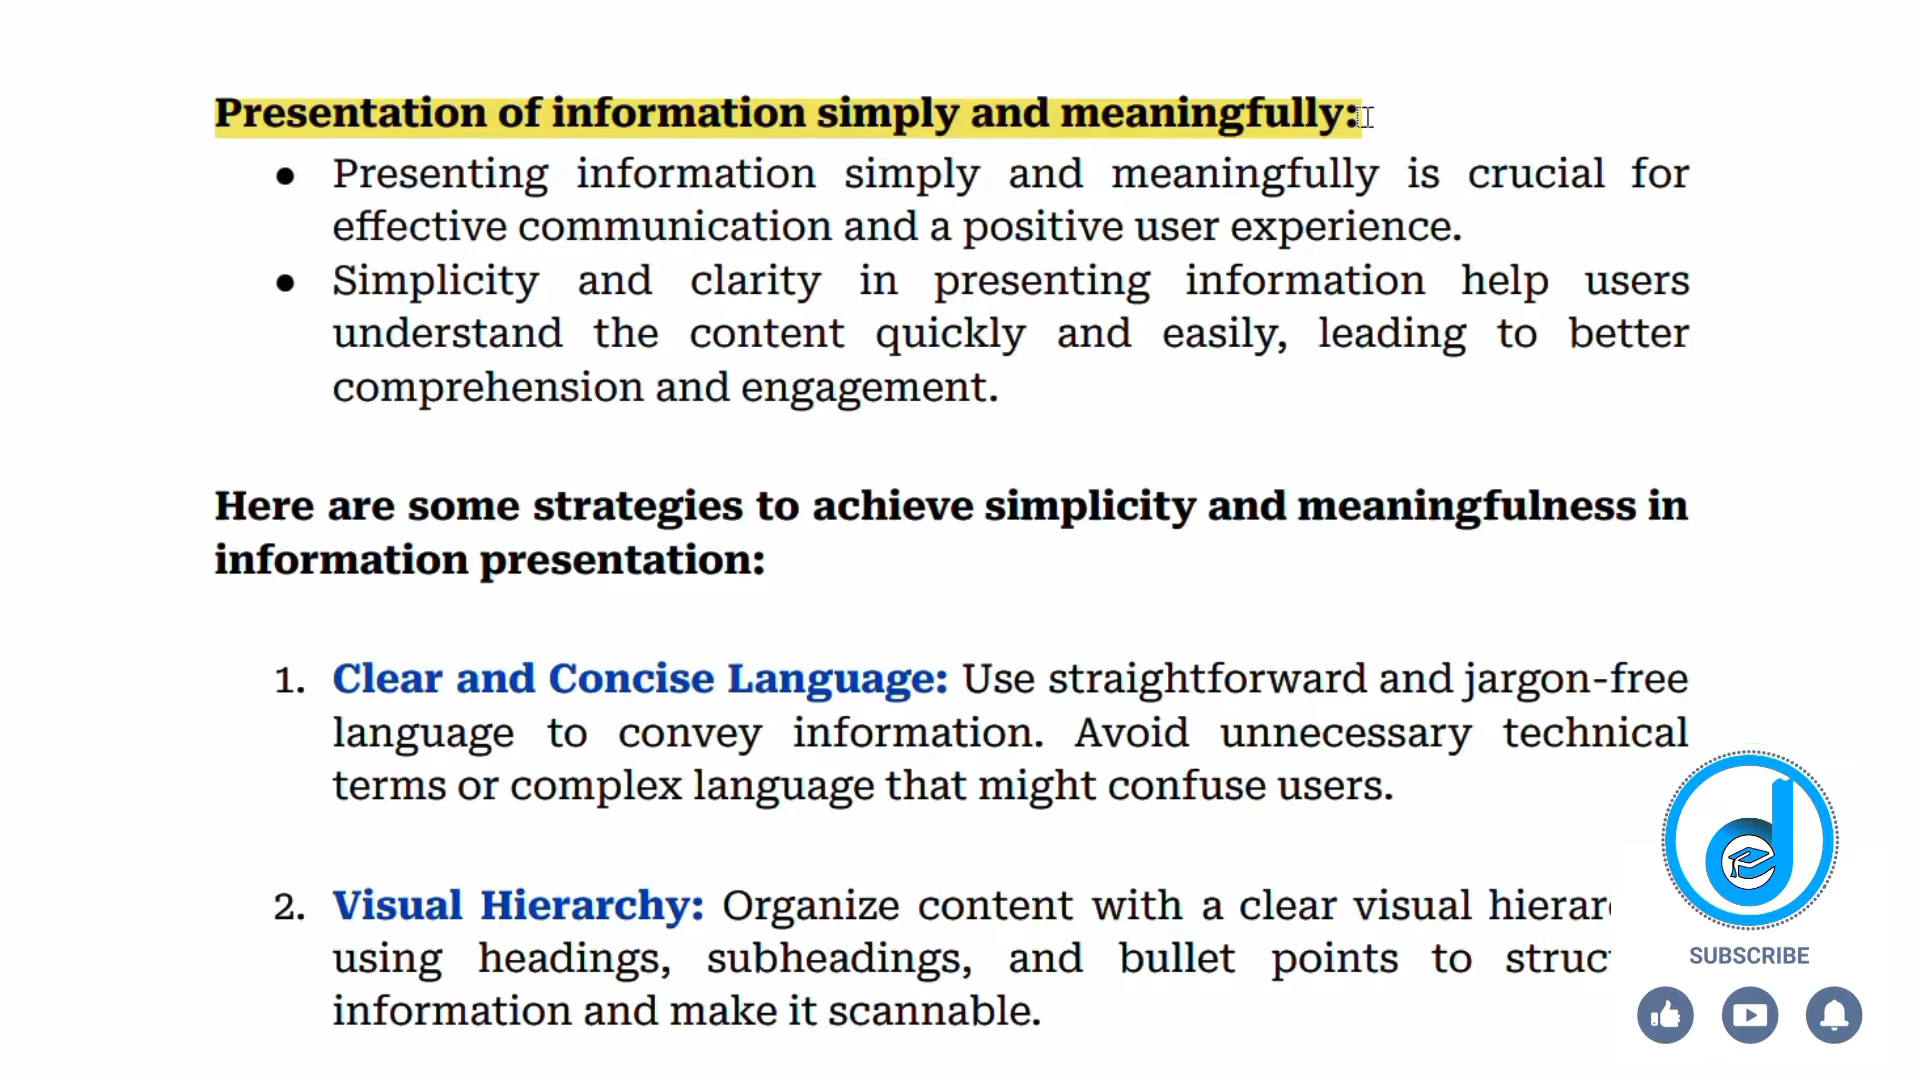 Presentation of information simply and meaningfully:
● Presenting information simply and meaningfully is crucial for
effective communication and a positive user experience.
● Simplicity and clarity in presenting information help users
understand the content quickly and easily, leading to better
comprehension and engagement.
Here are some strategies to achieve simplicity and meaningfulness in
information presentation:
1. Clear and Concise Language: Use straightforward and jargon-free
language to convey information. Avoid unnecessary technical
terms or complex language that might confuse users.
2. Visual Hierarchy: Organize content with a clear visual
using headings, subheadings, and bullet points to
information and make it scannable.
SUBSCRIBE